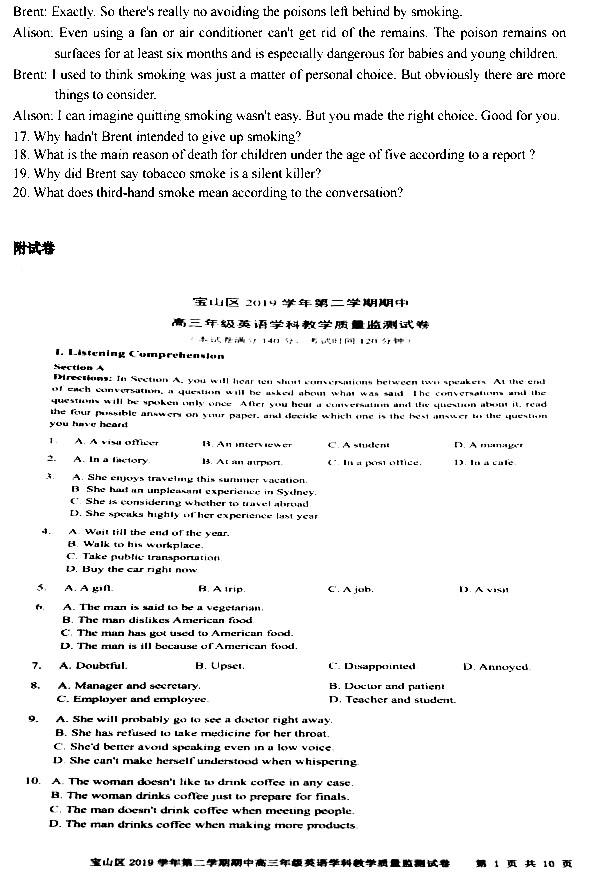 Brent: Exactly. So there's really no avoiding the poisons left behind by smoking.
Alison: Even using a fan or air conditioner can't get rid of the remains. The poison remains on
surfaces for at least six months and is especially dangerous for babies and young children.
Brent: I used to think smoking was just a matter of personal choice. But obviously there are more
things to consider.
Alison: I can imagine quitting smoking wasn't easy. But you made the right choice. Good for you.
17. Why hadn't Brent intended to give up smoking?
18. What is the main reason of death for children under the age of five according to a report ?
19. Why did Brent say tobacco smoke is a silent killer?
20. What does third-hand smoke mean according to the conversation?
附试卷
宝山区 2019 学年第二学期期中
高三年级英语学科教学质量监测试卷
（本试卷满分 140 分， 考试时间 120 分钟）
I. Listening Comprehension
Section A
Directions: In Section A, you will hear ten short conversations between two speakers. At the end
of each conversation, a question will be asked about what was said. The conversations and the
questions will be spoken only once. After you hear a conversation and the question about it, read
the four possible answers on your paper, and decide which one is the best answer to the question
you have heard
1. A. A visa officer B. An interviewer C. A student D. A manager
2. A. In a factory. B. At an airport. C. In a post office. D. In a cafe.
3. A. She enjoys traveling this summer vacation.
B. She had an unpleasant experience in Sydney.
C. She is considering whether to travel abroad
D. She speaks highly of her experience last year
4. A. Wait till the end of the year.
B. Walk to his workplace.
C. Take public transportation
D. Buy the car right now
5. A. A gift. B. A trip. C. A job. D. A visit
6. A. The man is said to be a vegetarian.
B. The man dislikes American food
C. The man has got used to American food.
D. The man is ill because of American food.
7. A. Doubtful. B. Upset. C. Disappointed D. Annoyed
8. A. Manager and secretary. B. Doctor and patient
C. Employer and employee. D. Teacher and student.
9. A. She will probably go to see a doctor right away.
B. She has refused to take medicine for her throat.
C. She'd better avoid speaking even in a low voice
D. She can't make herself understood when whispering
10. A. The woman doesn't like to drink coffee in any case.
B. The woman drinks coffee just to prepare for finals.
C. The man doesn't drink coffee when meeting people.
D. The man drinks coffee when making more products
宝山区 2019 学年第二学期期中高三年级英语学科教学质量监测试卷 第 1 页 共 10 页